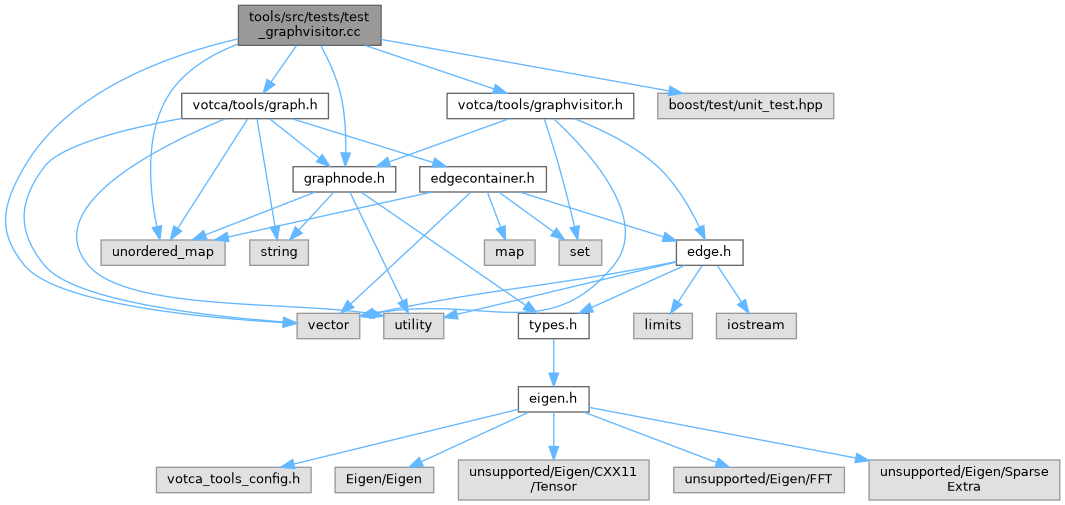 tools/src/tests/test
_graphvisitor.cc
votca/tools/graph.h
votca/tools/graphvisitor.h
boost/test/unit_test.hpp
graphnode.h
edgecontainer.h
unordered_map
string
map
set
edge.h
vector
utility
types.h
limits
iostream
eigen.h
votca_tools_config.h
Eigen/Eigen
unsupported/Eigen/CXX11
/Tensor
unsupported/Eigen/FFT
unsupported/Eigen/Sparse
Extra